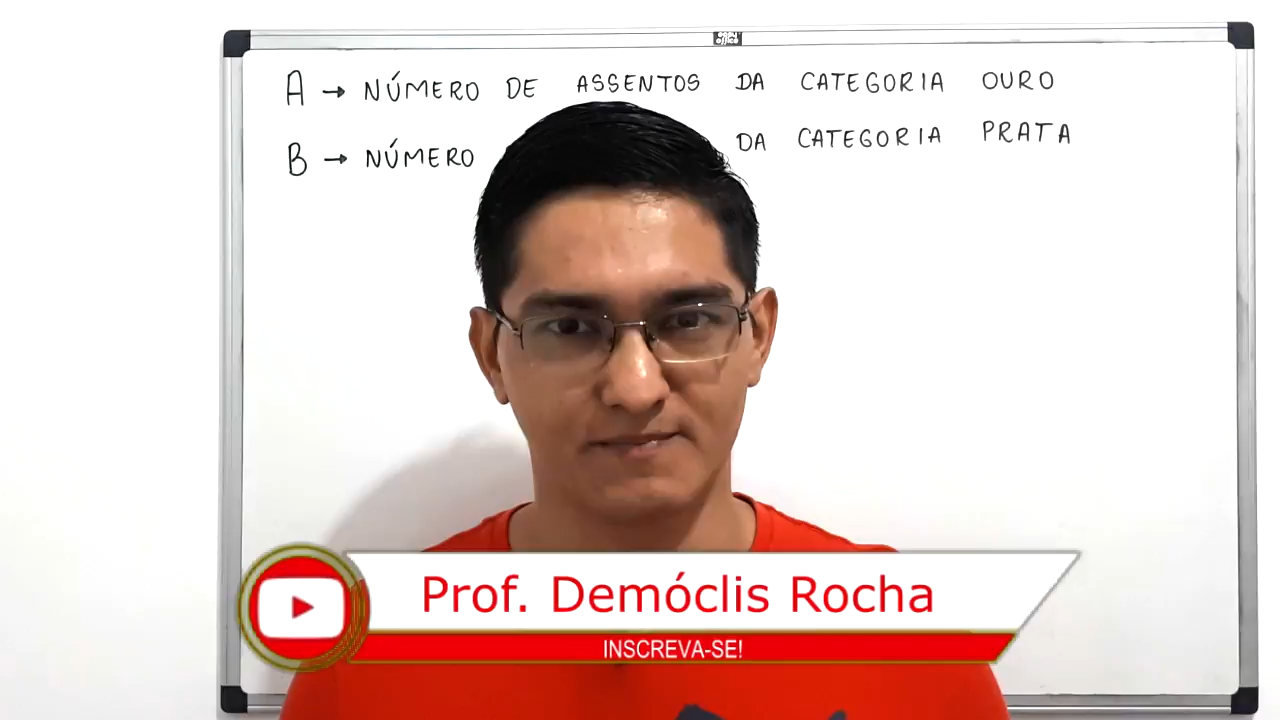 A → NÚMERO DE ASSENTOS DA CATEGORIA OURO
B → NÚMERO DA CATEGORIA PRATA
Prof. Demóclis Rocha
INSCREVA-SE!